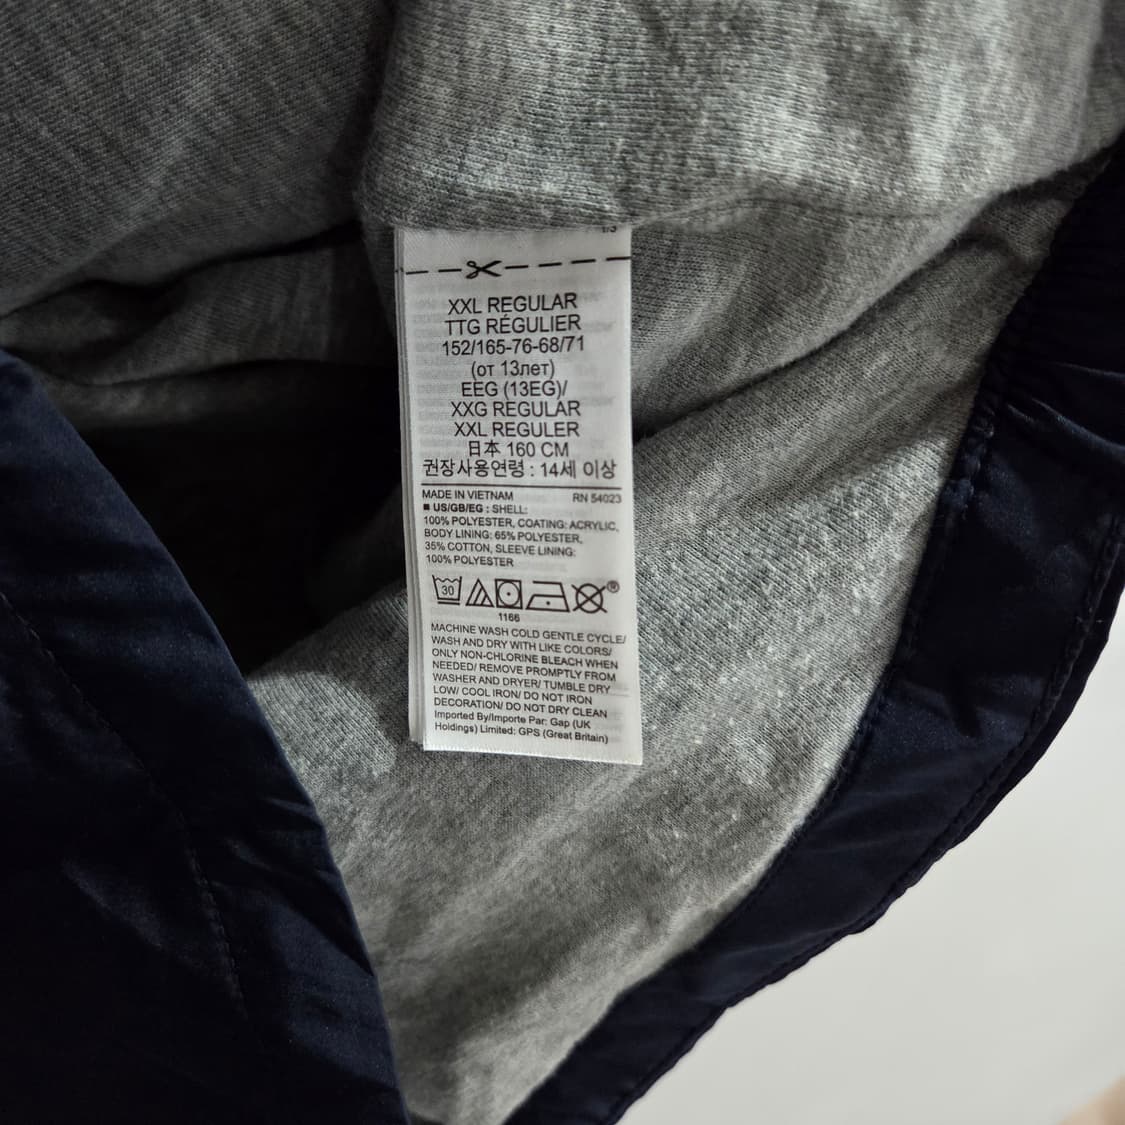 1/3
XXL REGULAR
TTG RÉGULIER
152/165-76-68/71
(от 13лет)
EEG (13EG)/
XXG REGULAR
XXL REGULER
日本 160 CM
권장사용연령 : 14세 이상
MADE IN VIETNAM RN 54023
■ US/GB/EG : SHELL:
100% POLYESTER, COATING: ACRYLIC,
BODY LINING: 65% POLYESTER,
35% COTTON, SLEEVE LINING:
100% POLYESTER
30 ®
1166
MACHINE WASH COLD GENTLE CYCLE/
WASH AND DRY WITH LIKE COLORS/
ONLY NON-CHLORINE BLEACH WHEN
NEEDED/ REMOVE PROMPTLY FROM
WASHER AND DRYER/ TUMBLE DRY
LOW/ COOL IRON/ DO NOT IRON
DECORATION/ DO NOT DRY CLEAN
Imported By/Importe Par: Gap (UK
Holdings) Limited: GPS (Great Britain)